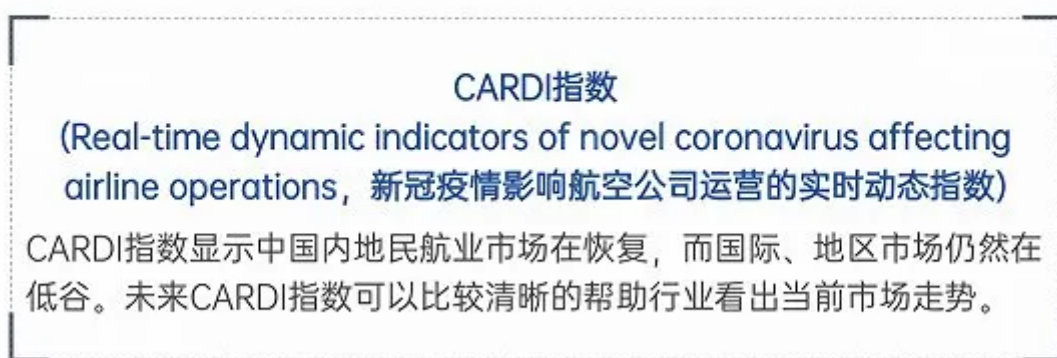 CARDI指数
(Real-time dynamic indicators of novel coronavirus affecting
airline operations，新冠疫情影响航空公司运营的实时动态指数)
CARDI指数显示中国内地民航业市场在恢复，而国际、地区市场仍然在
低谷。未来CARDI指数可以比较清晰的帮助行业看出当前市场走势。